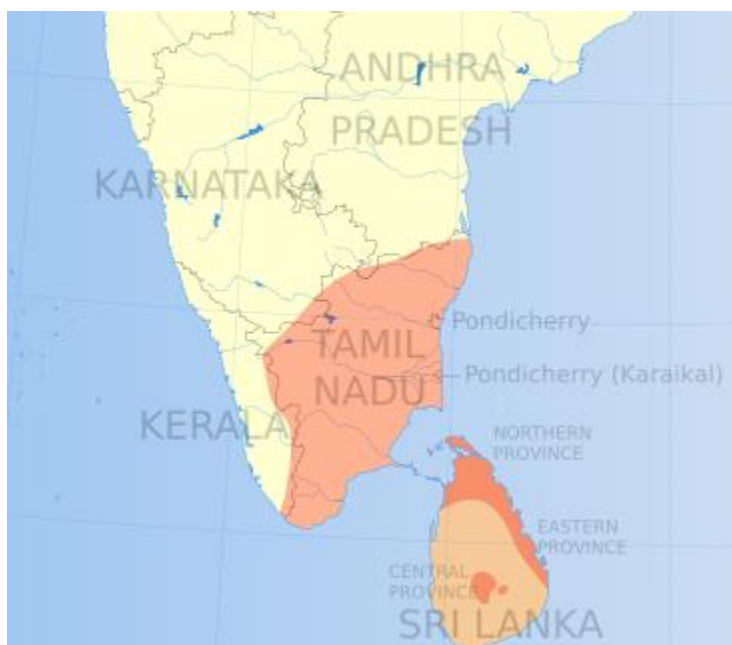 ANDHRA
PRADESH
KARNATAKA
Pondicherry
TAMIL
NADU
Pondicherry (Karaikal)
KERALA
NORTHERN
PROVINCE
EASTERN
PROVINCE
CENTRAL
PROVINCE
SRI LANKA